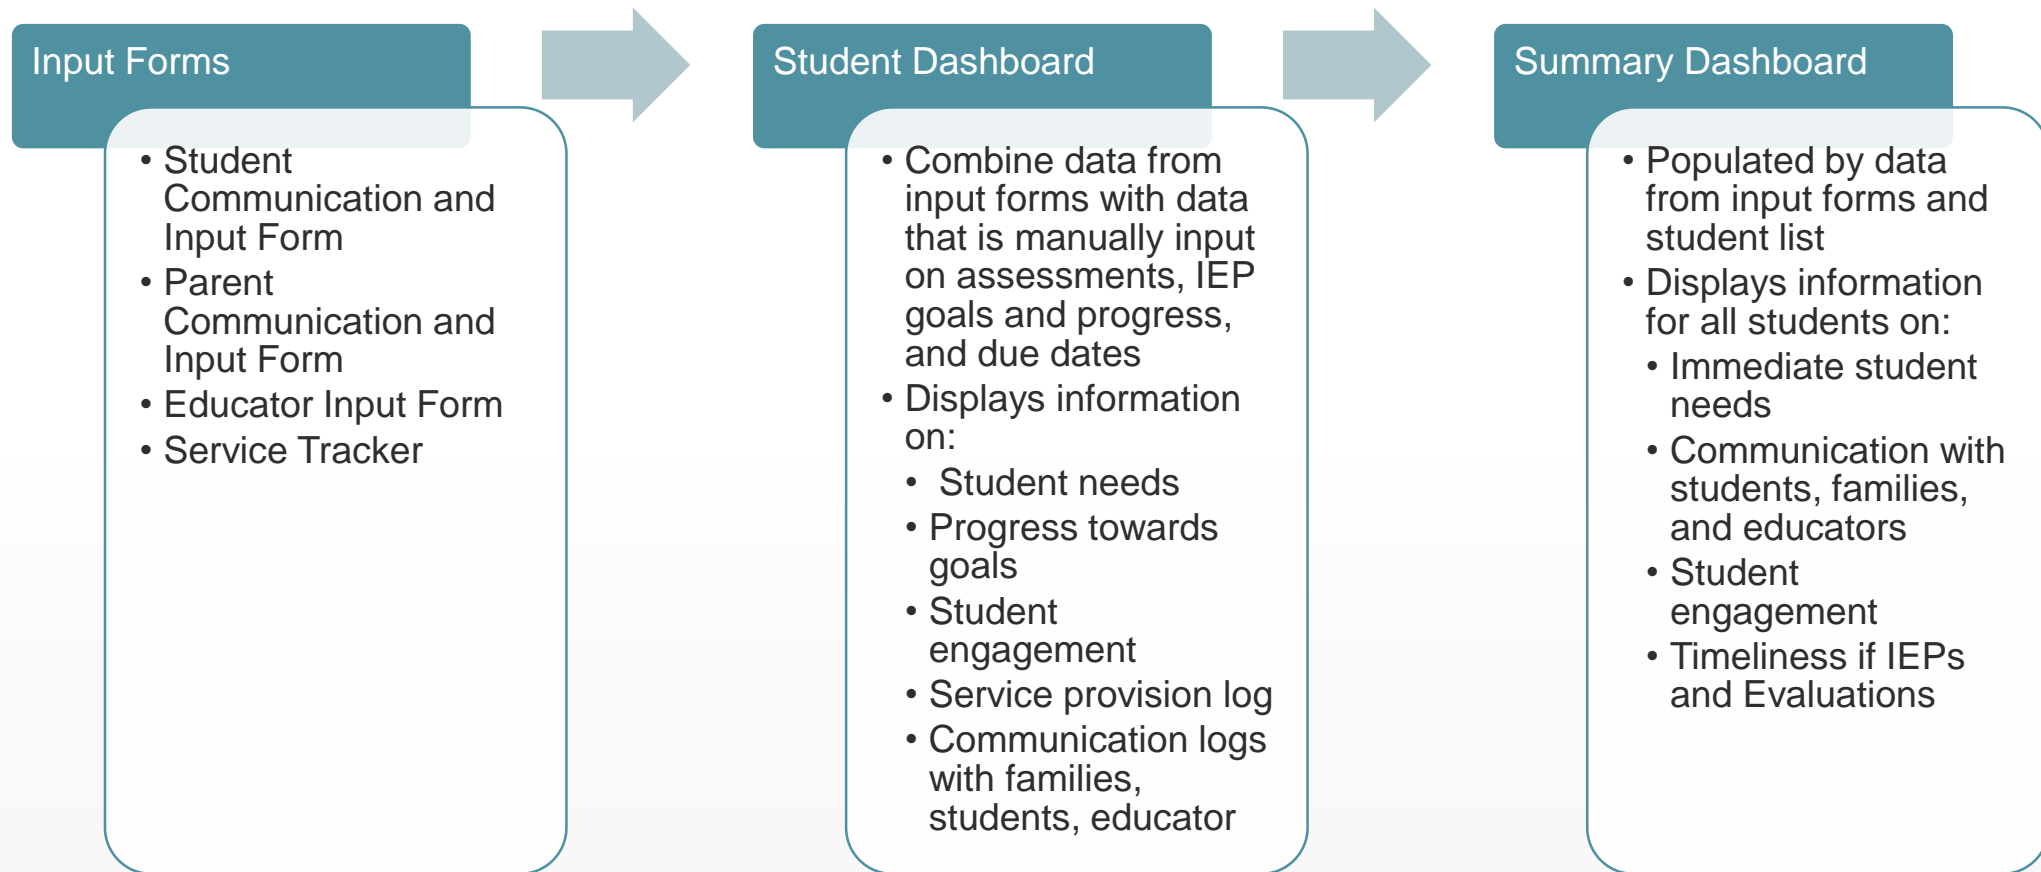 Input Forms
• Student
Communication and
Input Form
• Parent
Communication and
Input Form
• Educator Input Form
• Service Tracker
Student Dashboard
• Combine data from
input forms with data
that is manually input
on assessments, IEP
goals and progress,
and due dates
• Displays information
on:
• Student needs
• Progress towards
goals
• Student
engagement
• Service provision log
• Communication logs
with families,
students, educator
Summary Dashboard
• Populated by data
from input forms and
student list
• Displays information
for all students on:
• Immediate student
needs
• Communication with
students, families,
and educators
• Student
engagement
• Timeliness if IEPs
and Evaluations